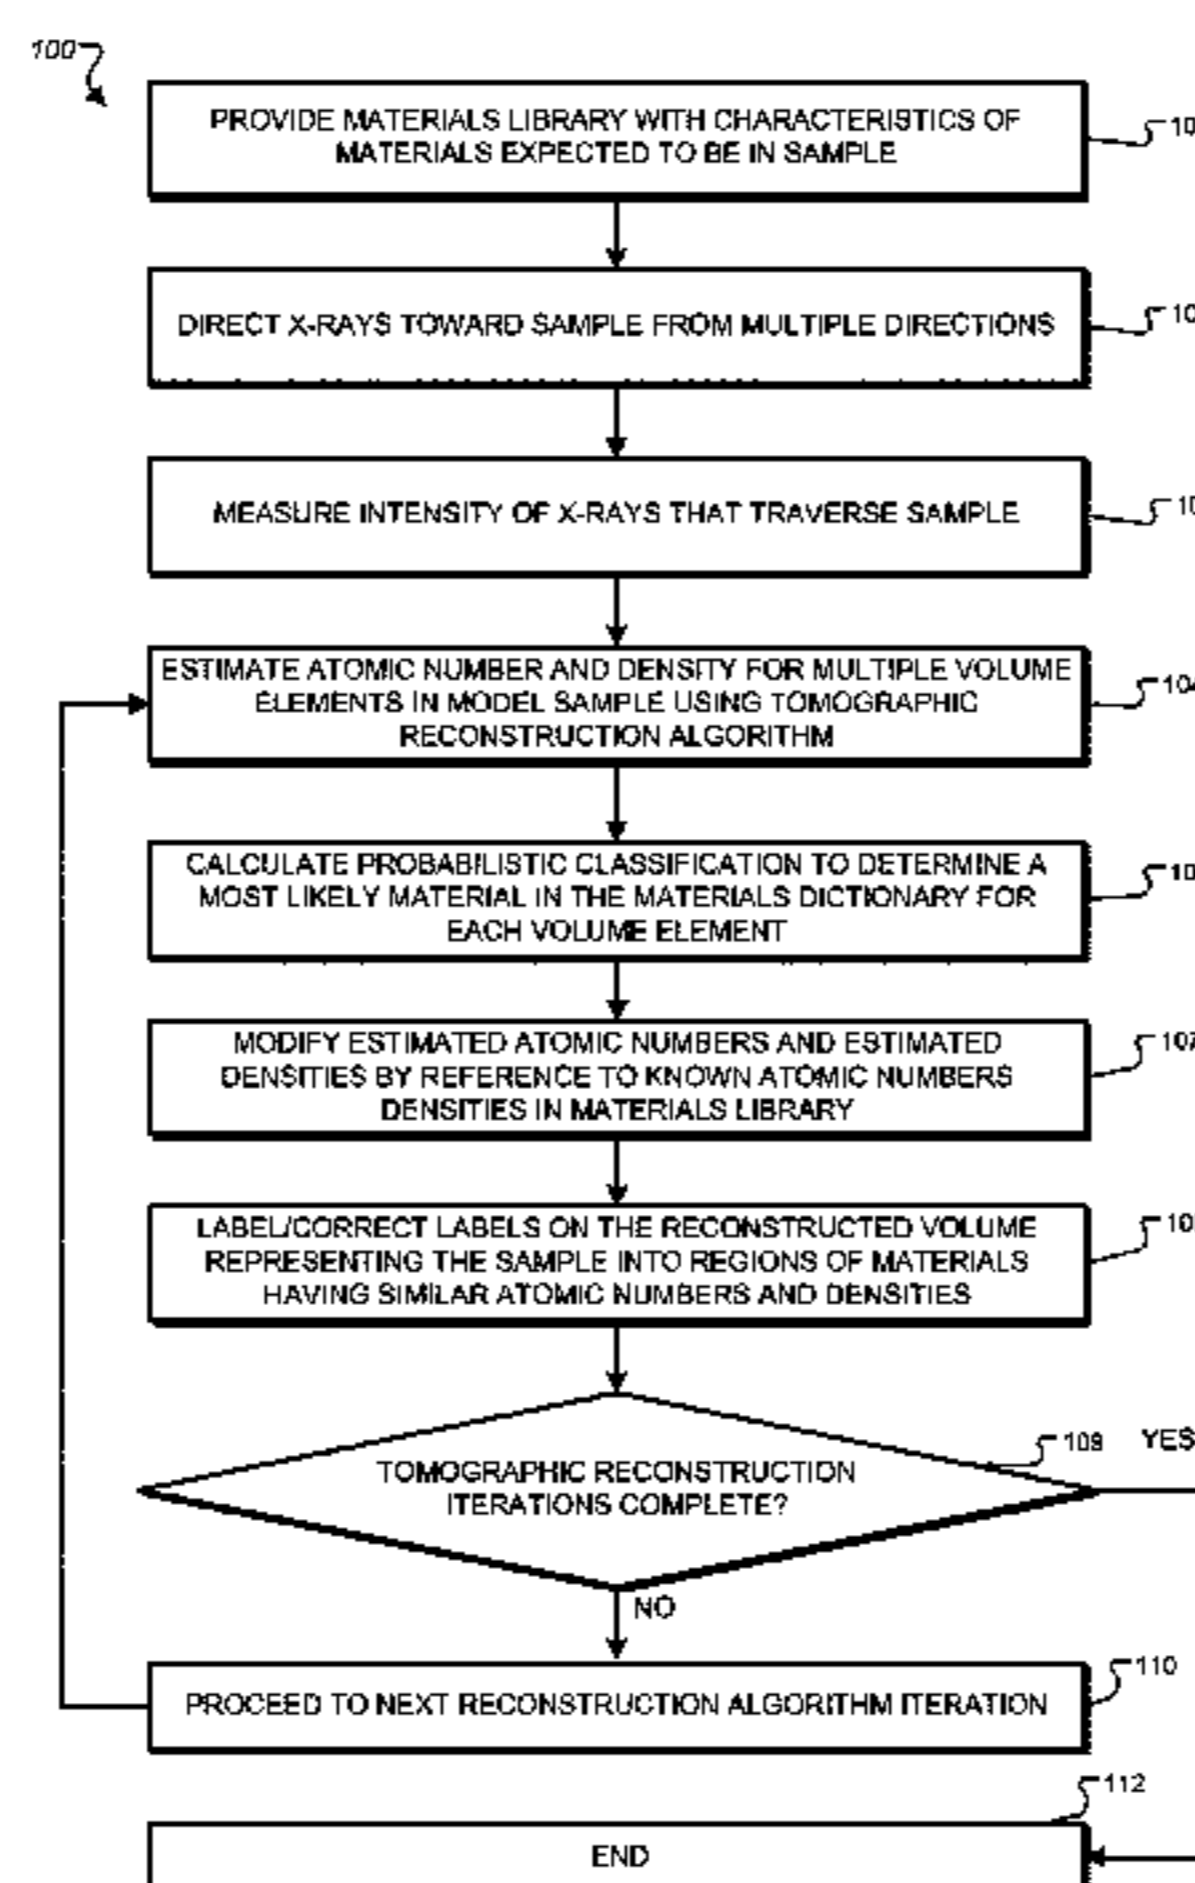 100
PROVIDE MATERIALS LIBRARY WITH CHARACTERISTICS OF
MATERIALS EXPECTED TO BE IN SAMPLE
DIRECT X-RAYS TOWARD SAMPLE FROM MULTIPLE DIRECTIONS
MEASURE INTENSITY OF X-RAYS THAT TRAVERSE SAMPLE
ESTIMATE ATOMIC NUMBER AND DENSITY FOR MULTIPLE VOLUME
ELEMENTS IN MODEL SAMPLE USING TOMOGRAPHIC
RECONSTRUCTION ALGORITHM
104
CALCULATE PROBABILISTIC CLASSIFICATION TO DETERMINE A
MOST LIKELY MATERIAL IN THE MATERIALS DICTIONARY FOR
EACH VOLUME ELEMENT
MODIFY ESTIMATED ATOMIC NUMBERS AND ESTIMATED
DENSITIES BY REFERENCE TO KNOWN ATOMIC NUMBERS
DENSITIES IN MATERIALS LIBRARY
107
LABEL/CORRECT LABELS ON THE RECONSTRUCTED VOLUME
REPRESENTING THE SAMPLE INTO REGIONS OF MATERIALS
HAVING SIMILAR ATOMIC NUMBERS AND DENSITIES
109
YES
TOMOGRAPHIC RECONSTRUCTION
ITERATIONS COMPLETE?
NO
110
PROCEED TO NEXT RECONSTRUCTION ALGORITHM ITERATION
112
END